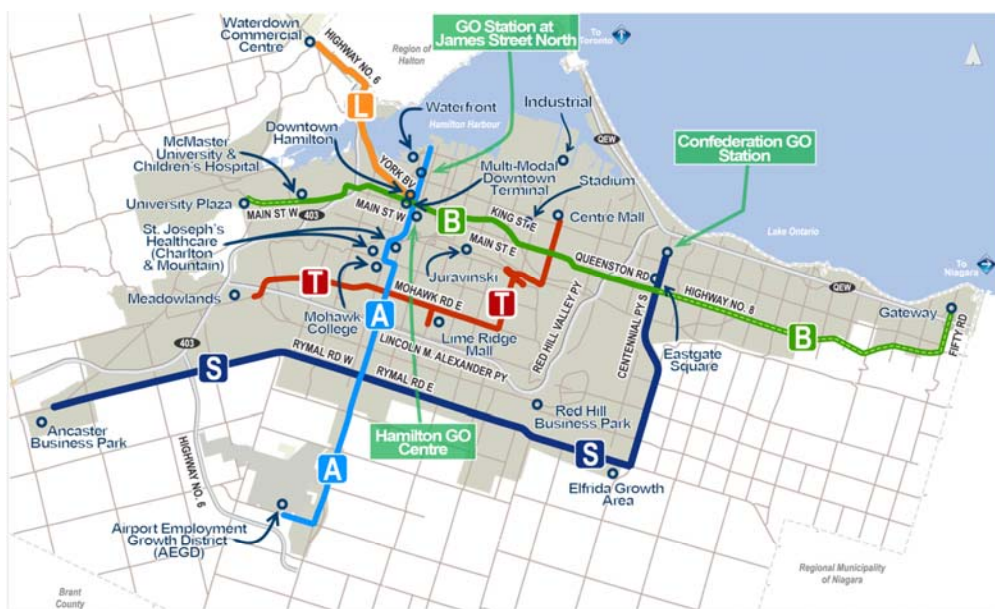 Waterdown
Commercial
Centre
HIGHWAY NO. 6
Region of
Halton
GO Station at
James Street North
To
Toronto
L
Waterfront
Hamilton Harbour
Industrial
QEW
403
Downtown
Hamilton
McMaster
University &
Children's Hospital
YORK BV
Multi-Modal
Downtown
Terminal
Stadium
Confederation GO
Station
University Plaza
MAIN ST W
403
MAIN ST W
B
KING ST E
Centre Mall
St. Joseph's
Healthcare
(Charlton
& Mountain)
MAIN ST E
Juravinski
QUEENSTON RD
Lake Ontario
To
Niagara
Meadowlands
T
MOHAWK RD E
T
HIGHWAY NO. 8
QEW
Gateway
Mohawk
College
A
Lime Ridge
Mall
LINCOLN M. ALEXANDER PY
RED HILL VALLEY PY
CENTENNIAL PY S
Eastgate
Square
B
FIFTY RD
403
S
RYMAL RD W
RYMAL RD E
Ancaster
Business Park
Red Hill
Business Park
Hamilton GO
Centre
HIGHWAY NO. 6
A
S
Elfrida Growth
Area
Airport Employment
Growth District
(AEGD)
Brant
County
Regional Municipality
of Niagara